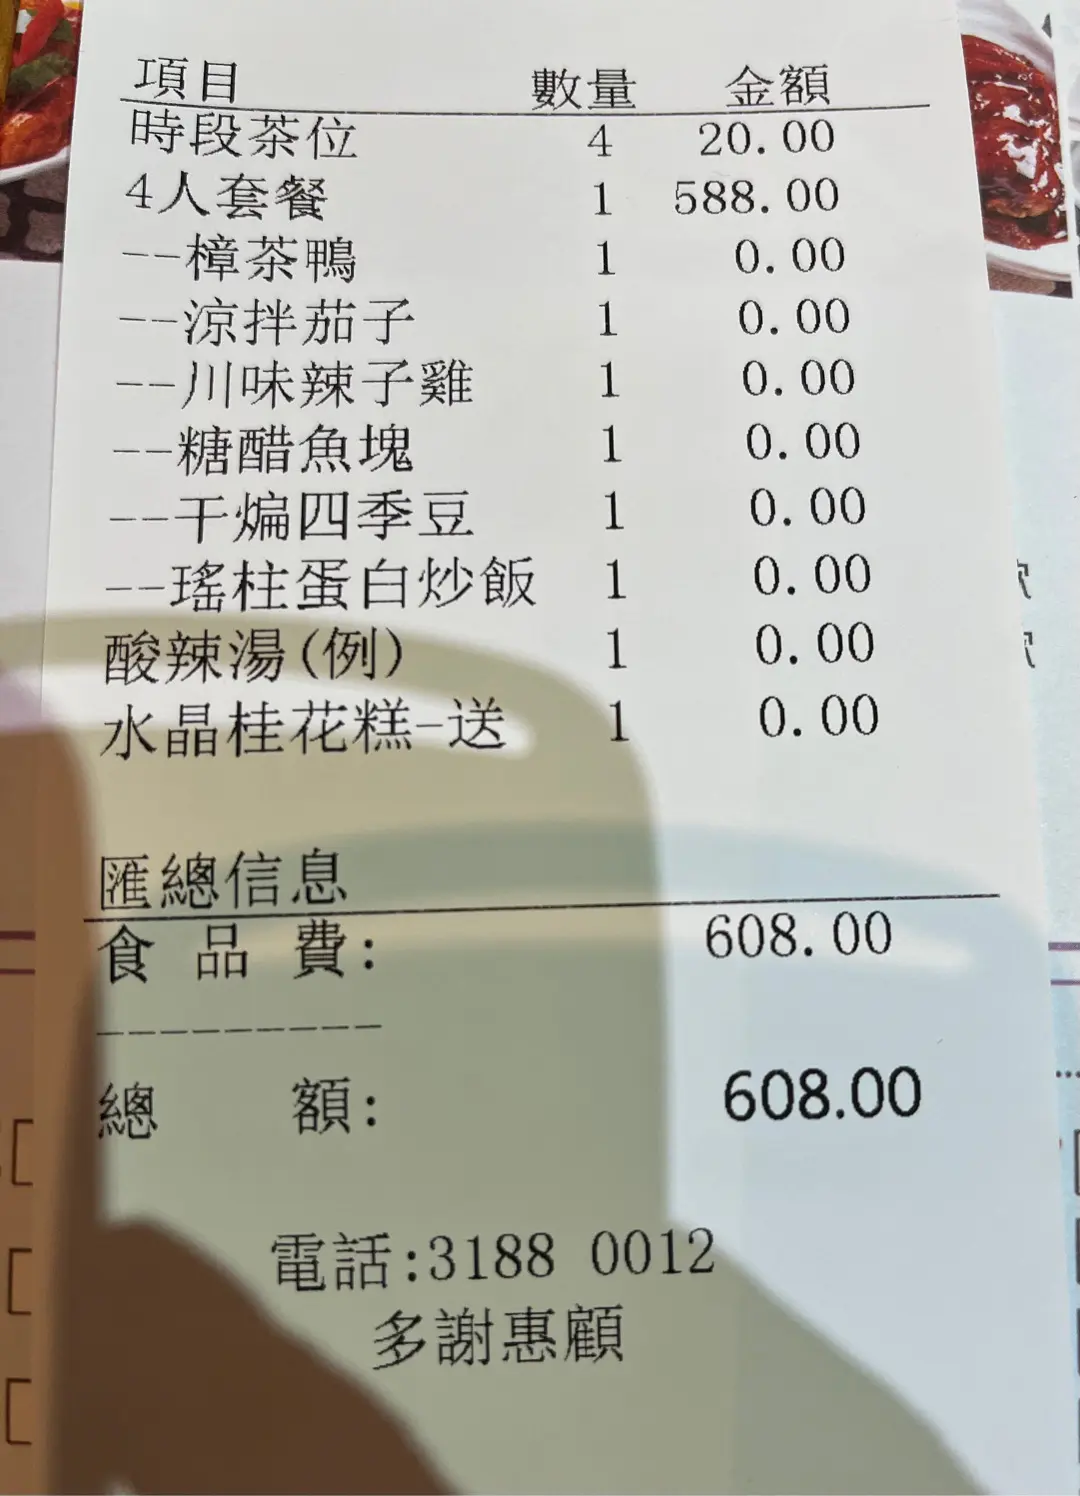 項目 數量 金額
時段茶位 4 20.00
4人套餐 1 588.00
--樟茶鴨 1 0.00
--涼拌茄子 1 0.00
--川味辣子雞 1 0.00
--糖醋魚塊 1 0.00
--干煸四季豆 1 0.00
--瑤柱蛋白炒飯 1 0.00
酸辣湯(例) 1 0.00
水晶桂花糕-送 1 0.00
匯總信息
食品費: 608.00
----------
總額: 608.00
電話:3188 0012
多謝惠顧